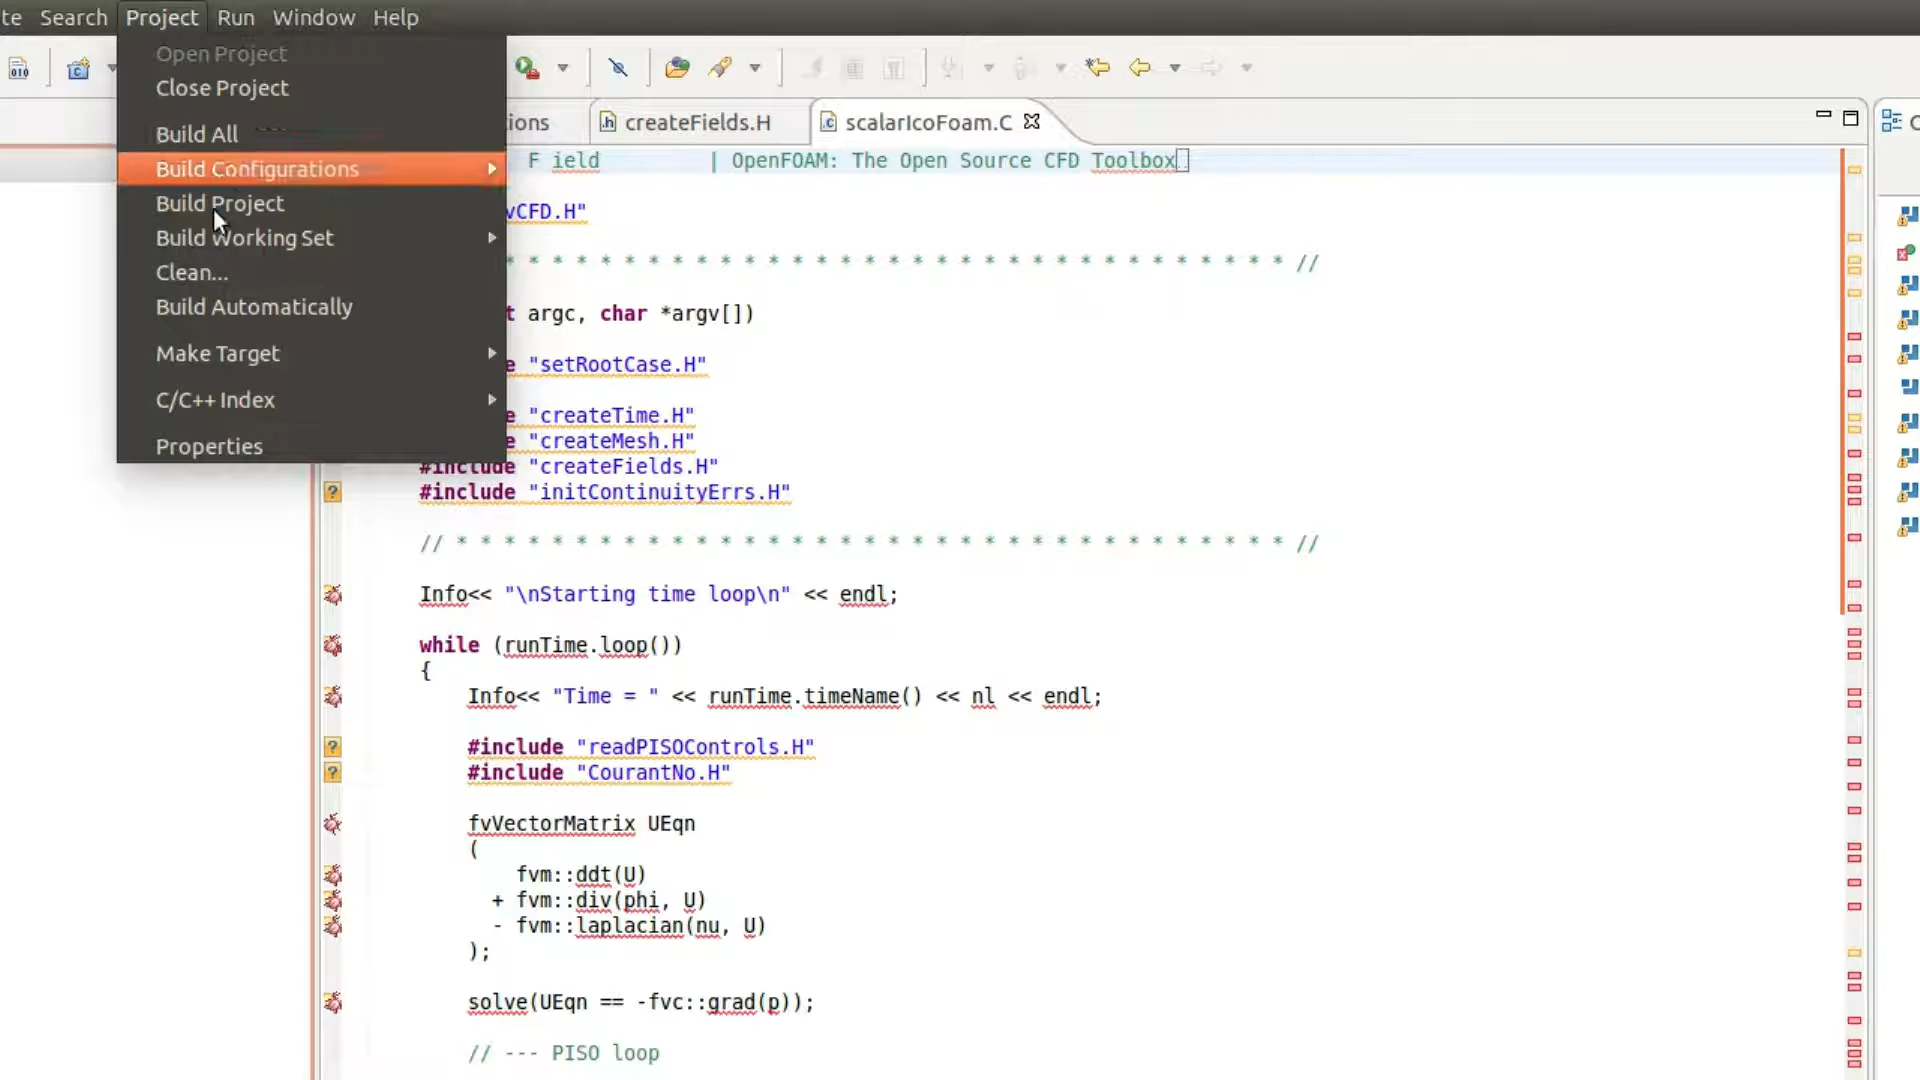 te Search Project Run Window Help
Open Project
Close Project
Build All
Build Configurations
Build Project
Build Working Set
Clean...
Build Automatically
Make Target
C/C++ Index
Properties
010
ions createFields.H scalarIcoFoam.C
F ield | OpenFOAM: The Open Source CFD Toolbox
vCFD.H"
* * * * * * * * * * * * * * * * * * * * * * * * * * * * * * * * * //
t argc, char *argv[])
e "setRootCase.H"
e "createTime.H"
e "createMesh.H"
#include "createFields.H"
#include "initContinuityErrs.H"
// * * * * * * * * * * * * * * * * * * * * * * * * * * * * * * * * * * * //
Info<< "\nStarting time loop\n" << endl;
while (runTime.loop())
{
Info<< "Time = " << runTime.timeName() << nl << endl;
#include "readPISOControls.H"
#include "CourantNo.H"
fvVectorMatrix UEqn
(
fvm::ddt(U)
+ fvm::div(phi, U)
- fvm::laplacian(nu, U)
);
solve(UEqn == -fvc::grad(p));
// --- PISO loop